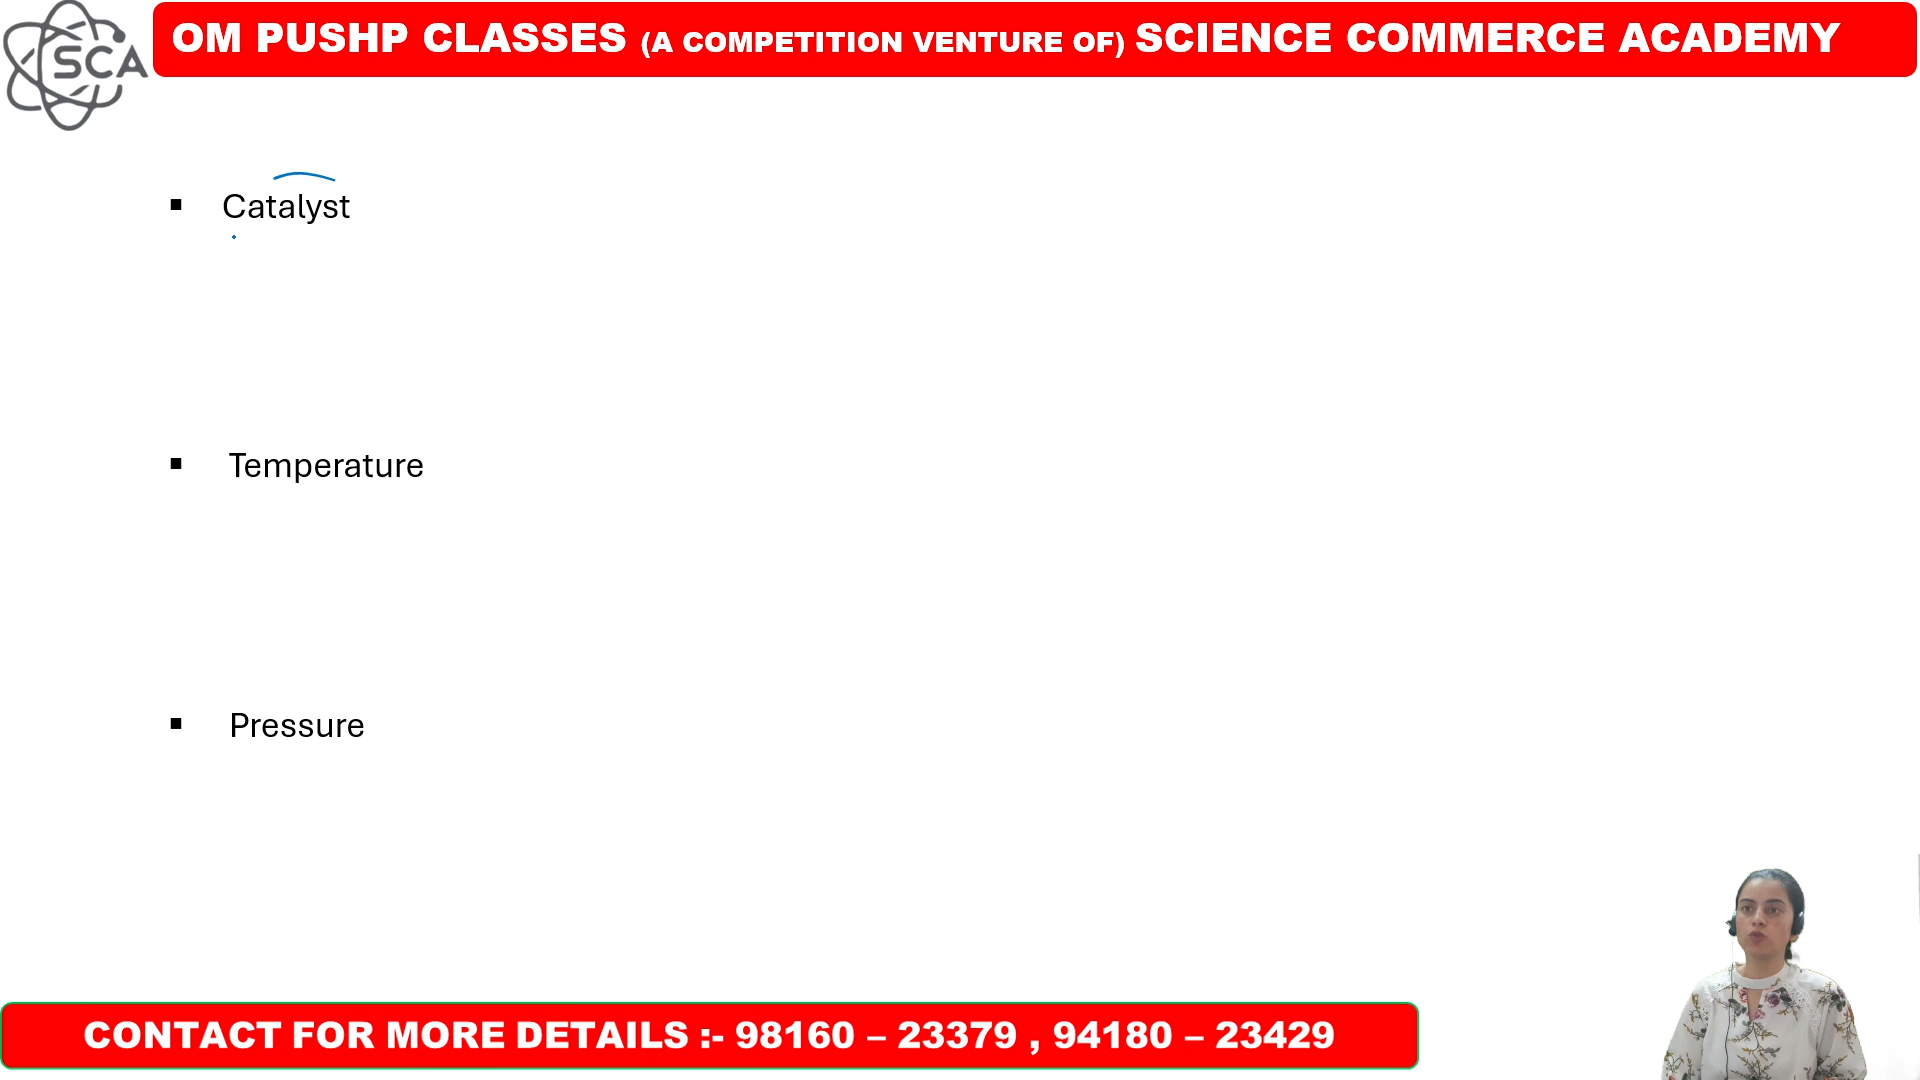 SCA
OM PUSHP CLASSES (A COMPETITION VENTURE OF) SCIENCE COMMERCE ACADEMY
▪ Catalyst
▪ Temperature
▪ Pressure
CONTACT FOR MORE DETAILS :- 98160 – 23379 , 94180 – 23429